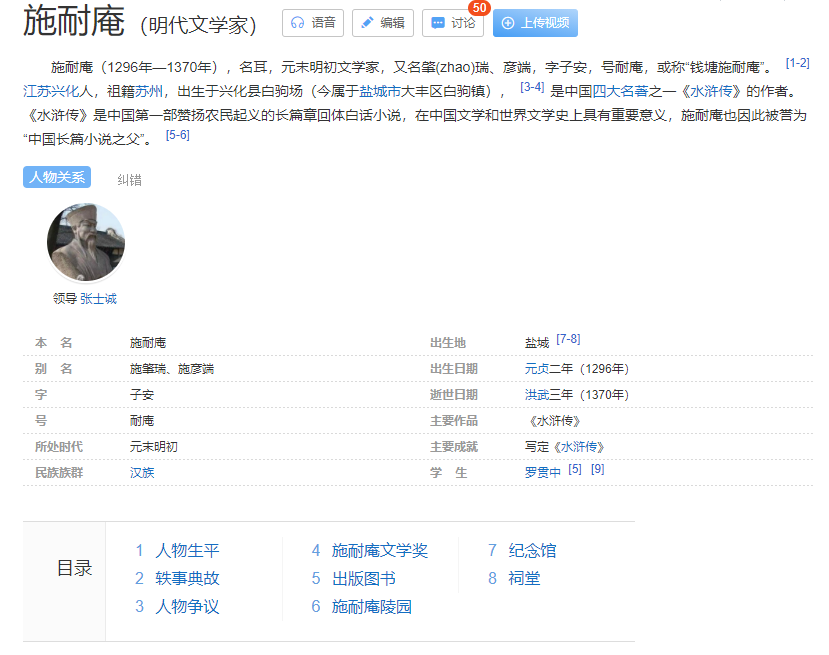 施耐庵（明代文学家） 语音 编辑 讨论 50 上传视频
施耐庵（1296年—1370年），名耳，元末明初文学家，又名肇(zhao)瑞、彦端，字子安，号耐庵，或称“钱塘施耐庵”。 [1-2]
江苏兴化人，祖籍苏州，出生于兴化县白驹场（今属于盐城市大丰区白驹镇）， [3-4] 是中国四大名著之一《水浒传》的作者。
《水浒传》是中国第一部赞扬农民起义的长篇章回体白话小说，在中国文学和世界文学史上具有重要意义，施耐庵也因此被誉为
“中国长篇小说之父”。 [5-6]
人物关系 纠错
领导 张士诚
本 名 施耐庵 出生地 盐城 [7-8]
别 名 施肇瑞、施彦端 出生日期 元贞二年（1296年）
字 子安 逝世日期 洪武三年（1370年）
号 耐庵 主要作品 《水浒传》
所处时代 元末明初 主要成就 写定《水浒传》
民族族群 汉族 学 生 罗贯中 [5] [9]
目录
1 人物生平 4 施耐庵文学奖 7 纪念馆
2 轶事典故 5 出版图书 8 祠堂
3 人物争议 6 施耐庵陵园